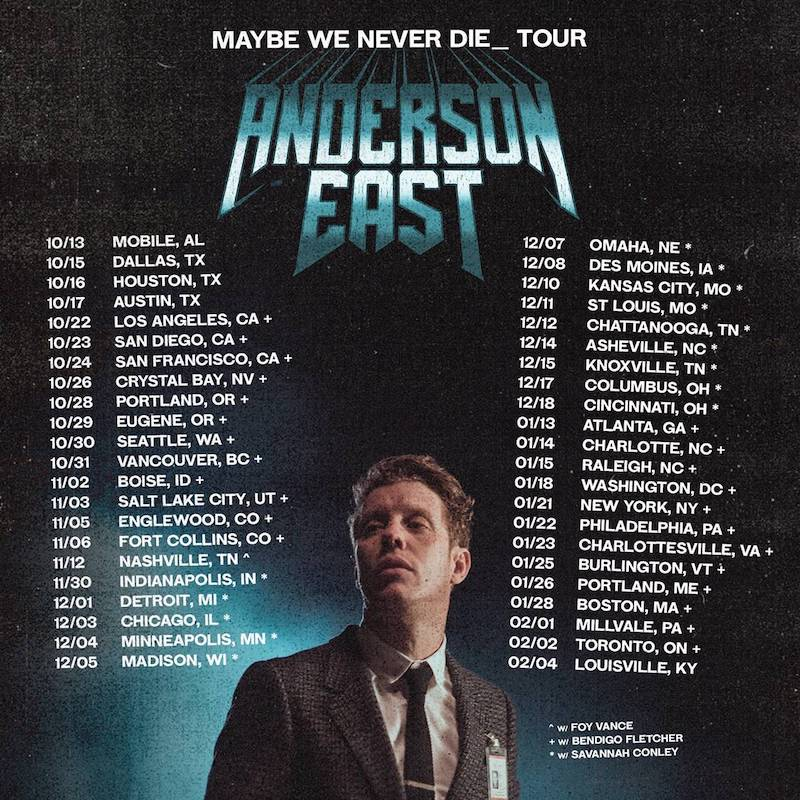 MAYBE WE NEVER DIE_ TOUR
ANDERSON
EAST
10/13 MOBILE, AL
10/15 DALLAS, TX
10/16 HOUSTON, TX
10/17 AUSTIN, TX
10/22 LOS ANGELES, CA +
10/23 SAN DIEGO, CA +
10/24 SAN FRANCISCO, CA +
10/26 CRYSTAL BAY, NV +
10/28 PORTLAND, OR +
10/29 EUGENE, OR +
10/30 SEATTLE, WA +
10/31 VANCOUVER, BC +
11/02 BOISE, ID +
11/03 SALT LAKE CITY, UT +
11/05 ENGLEWOOD, CO +
11/06 FORT COLLINS, CO +
11/12 NASHVILLE, TN ^
11/30 INDIANAPOLIS, IN *
12/01 DETROIT, MI *
12/03 CHICAGO, IL *
12/04 MINNEAPOLIS, MN *
12/05 MADISON, WI *
12/07 OMAHA, NE *
12/08 DES MOINES, IA *
12/10 KANSAS CITY, MO *
12/11 ST LOUIS, MO *
12/12 CHATTANOOGA, TN *
12/14 ASHEVILLE, NC *
12/15 KNOXVILLE, TN *
12/17 COLUMBUS, OH *
12/18 CINCINNATI, OH *
01/13 ATLANTA, GA +
01/14 CHARLOTTE, NC +
01/15 RALEIGH, NC +
01/18 WASHINGTON, DC +
01/21 NEW YORK, NY +
01/22 PHILADELPHIA, PA +
01/23 CHARLOTTESVILLE, VA +
01/25 BURLINGTON, VT +
01/26 PORTLAND, ME +
01/28 BOSTON, MA +
02/01 MILLVALE, PA +
02/02 TORONTO, ON +
02/04 LOUISVILLE, KY
^ w/ FOY VANCE
+ w/ BENDIGO FLETCHER
* w/ SAVANNAH CONLEY